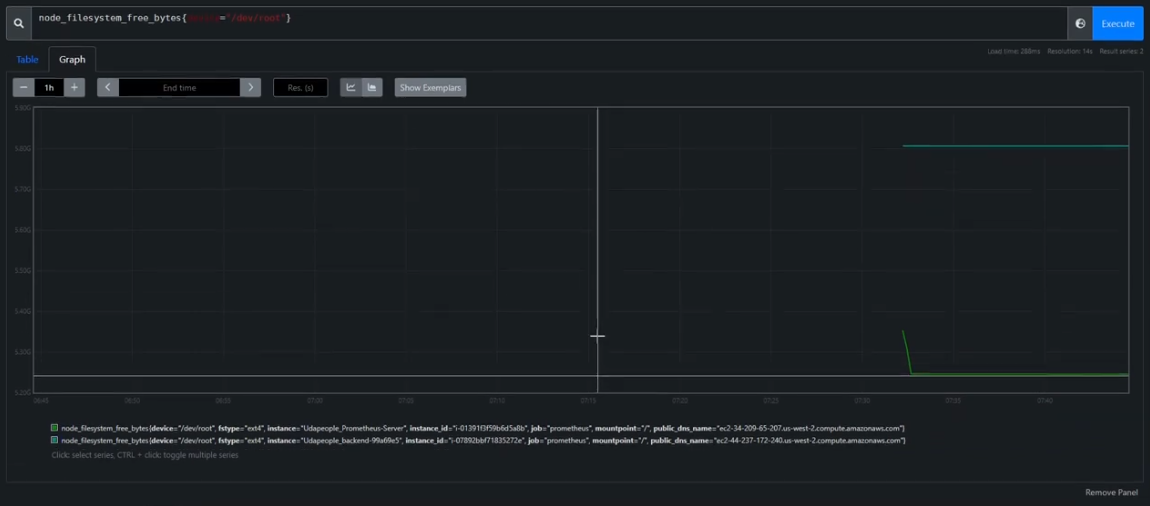 node_filesystem_free_bytes{device="/dev/root"}
Execute
Load time: 288ms Resolution: 14s Result series: 2
Table
Graph
1h
End time
Res. (s)
Show Exemplars
5.80G
5.70G
5.60G
5.50G
5.40G
5.30G
5.20G
06:45
06:50
06:55
07:00
07:05
07:10
07:15
07:20
07:25
07:30
07:35
07:40
node_filesystem_free_bytes{device="/dev/root", fstype="ext4", instance="Udapeople_Prometheus-Server", instance_id="i-01391f3f59b6d5a8b", job="prometheus", mountpoint="/", public_dns_name="ec2-34-209-65-207.us-west-2.compute.amazonaws.com"}
node_filesystem_free_bytes{device="/dev/root", fstype="ext4", instance="Udapeople_backend-99a69e5", instance_id="i-07892bbf71835272e", job="prometheus", mountpoint="/", public_dns_name="ec2-44-237-172-240.us-west-2.compute.amazonaws.com"}
Click: select series, CTRL + click: toggle multiple series
Remove Panel